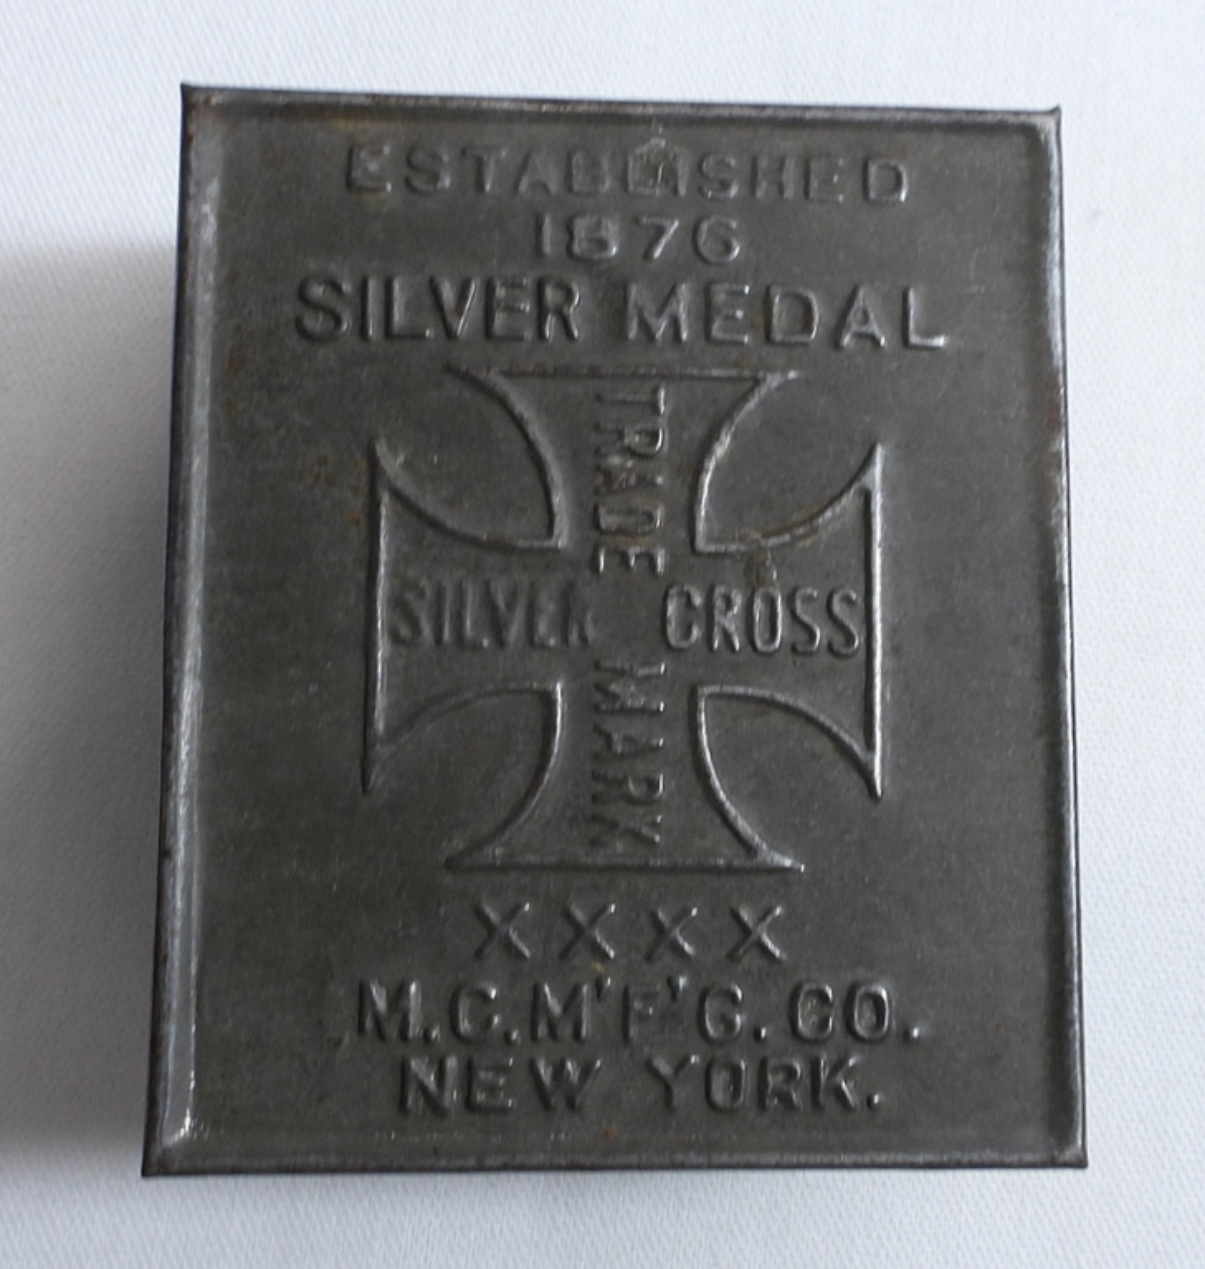 ESTABLISHED
1876
SILVER MEDAL
TRADE
SILVER CROSS
MARK
XXXX
M.C.M'F'G.CO.
NEW YORK.